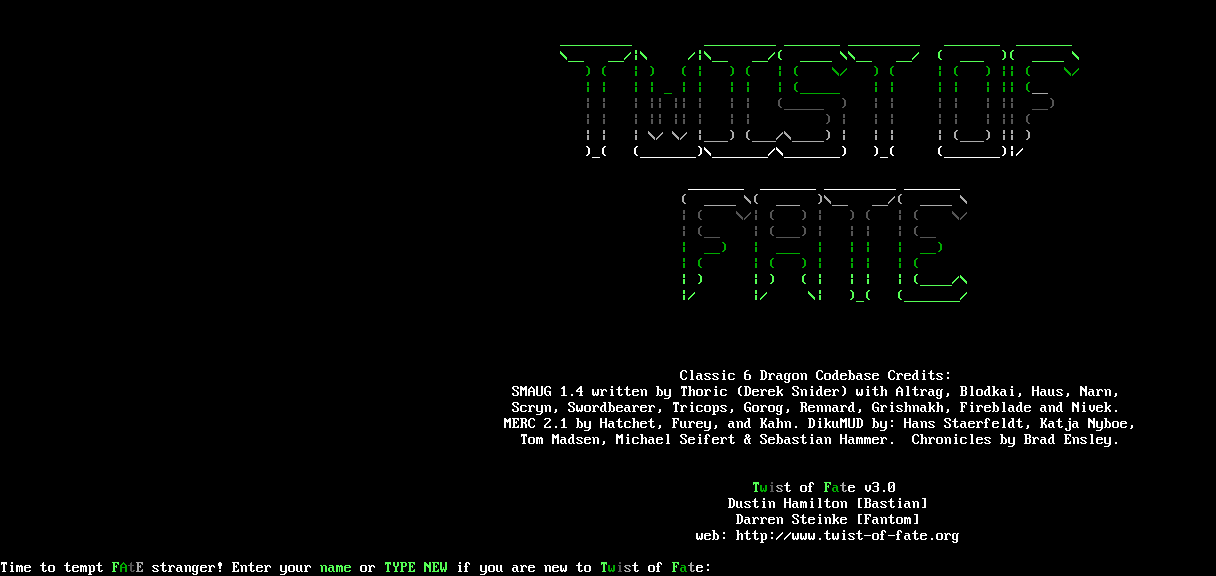 TWIST OF
FATE
Classic 6 Dragon Codebase Credits:
SMAUG 1.4 written by Thoric (Derek Snider) with Altrag, Blodkai, Haus, Narn,
Scryn, Swordbearer, Tricops, Gorog, Rennard, Grishnakh, Fireblade and Nivek.
MERC 2.1 by Hatchet, Furey, and Kahn. DikuMUD by: Hans Staerfeldt, Katja Nyboe,
Tom Madsen, Michael Seifert & Sebastian Hammer.  Chronicles by Brad Ensley.
Twist of Fate v3.0
Dustin Hamilton [Bastian]
Darren Steinke [Fantom]
web: http://www.twist-of-fate.org
Time to tempt FAtE stranger! Enter your name or TYPE NEW if you are new to Twist of Fate: